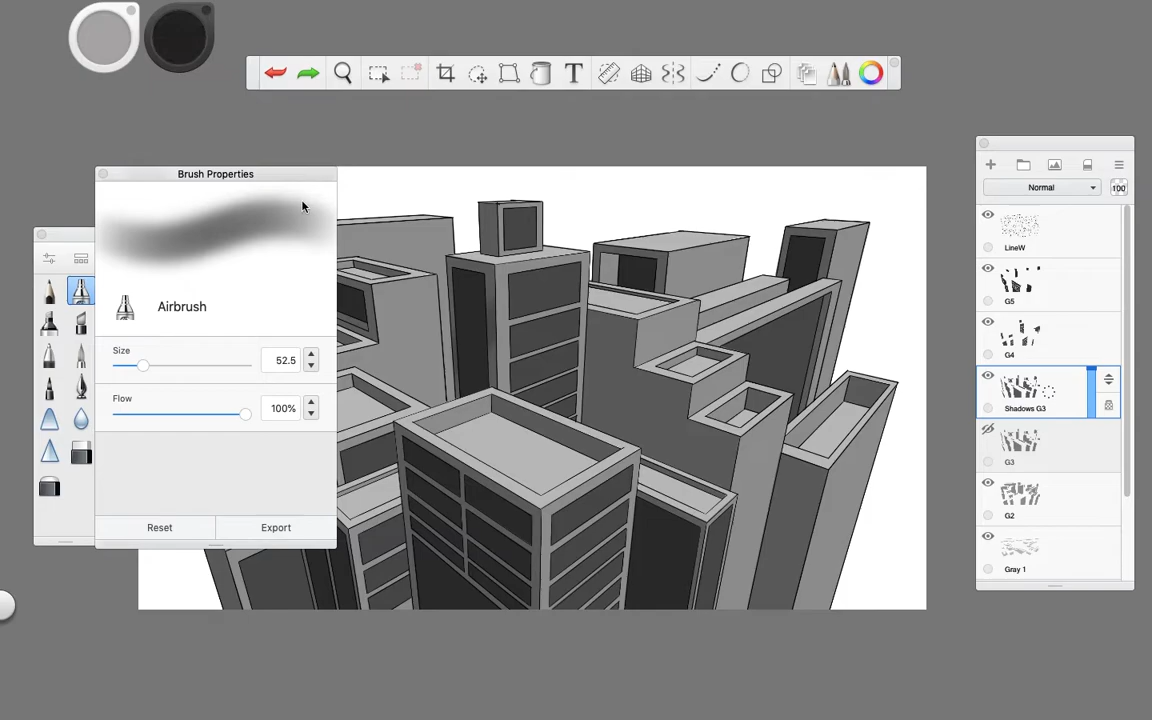 T
Brush Properties
Normal
100
LineW
G5
Airbrush
G4
Size
52.5
Flow
100%
Shadows G3
G3
G2
Reset
Export
Gray 1